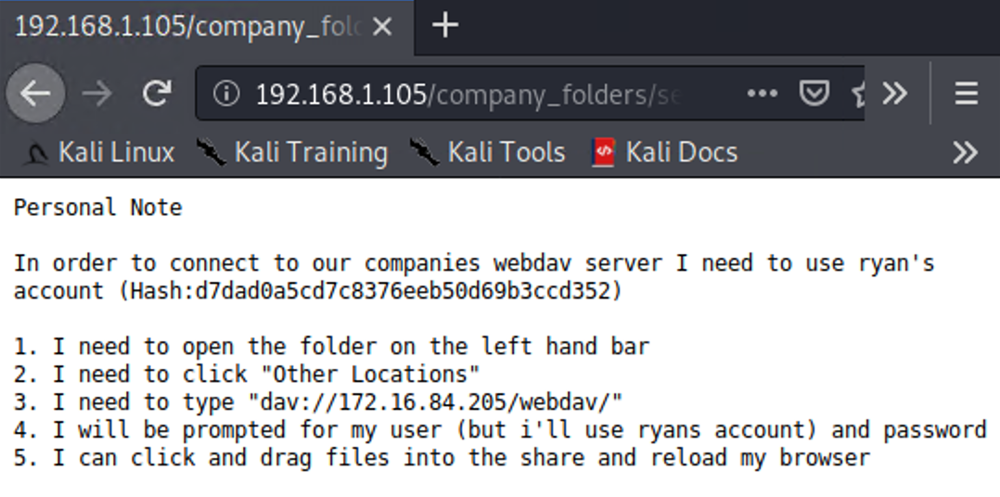 192.168.1.105/company_fol
192.168.1.105/company_folders/se
Kali Linux
Kali Training
Kali Tools
Kali Docs
Personal Note
In order to connect to our companies webdav server I need to use ryan's
account (Hash:d7dad0a5cd7c8376eeb50d69b3ccd352)
1. I need to open the folder on the left hand bar
2. I need to click "Other Locations"
3. I need to type "dav://172.16.84.205/webdav/"
4. I will be prompted for my user (but i'll use ryans account) and password
5. I can click and drag files into the share and reload my browser